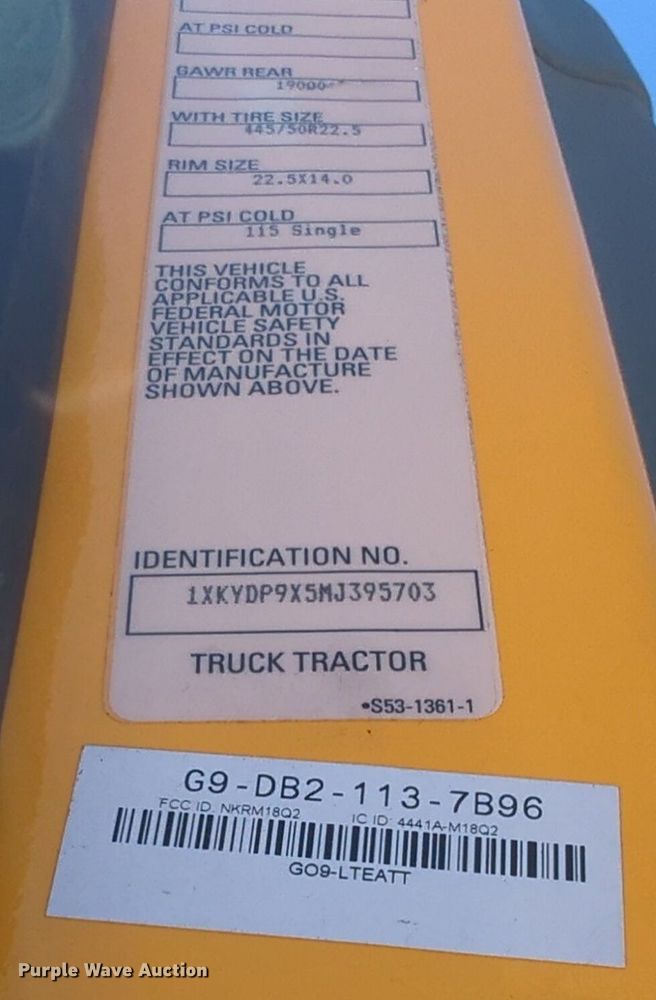 AT PSI COLD
GAWR REAR
19000#
WITH TIRE SIZE
445/50R22.5
RIM SIZE
22.5X14.0
AT PSI COLD
115 Single
THIS VEHICLE
CONFORMS TO ALL
APPLICABLE U.S.
FEDERAL MOTOR
VEHICLE SAFETY
STANDARDS IN
EFFECT ON THE DATE
OF MANUFACTURE
SHOWN ABOVE.
IDENTIFICATION NO.
1XKYDP9X5MJ395703
TRUCK TRACTOR
•S53-1361-1
G9-DB2-113-7B96
FCC ID. NKRM18Q2 IC ID: 4441A-M18Q2
GO9-LTEATT
Purple Wave Auction